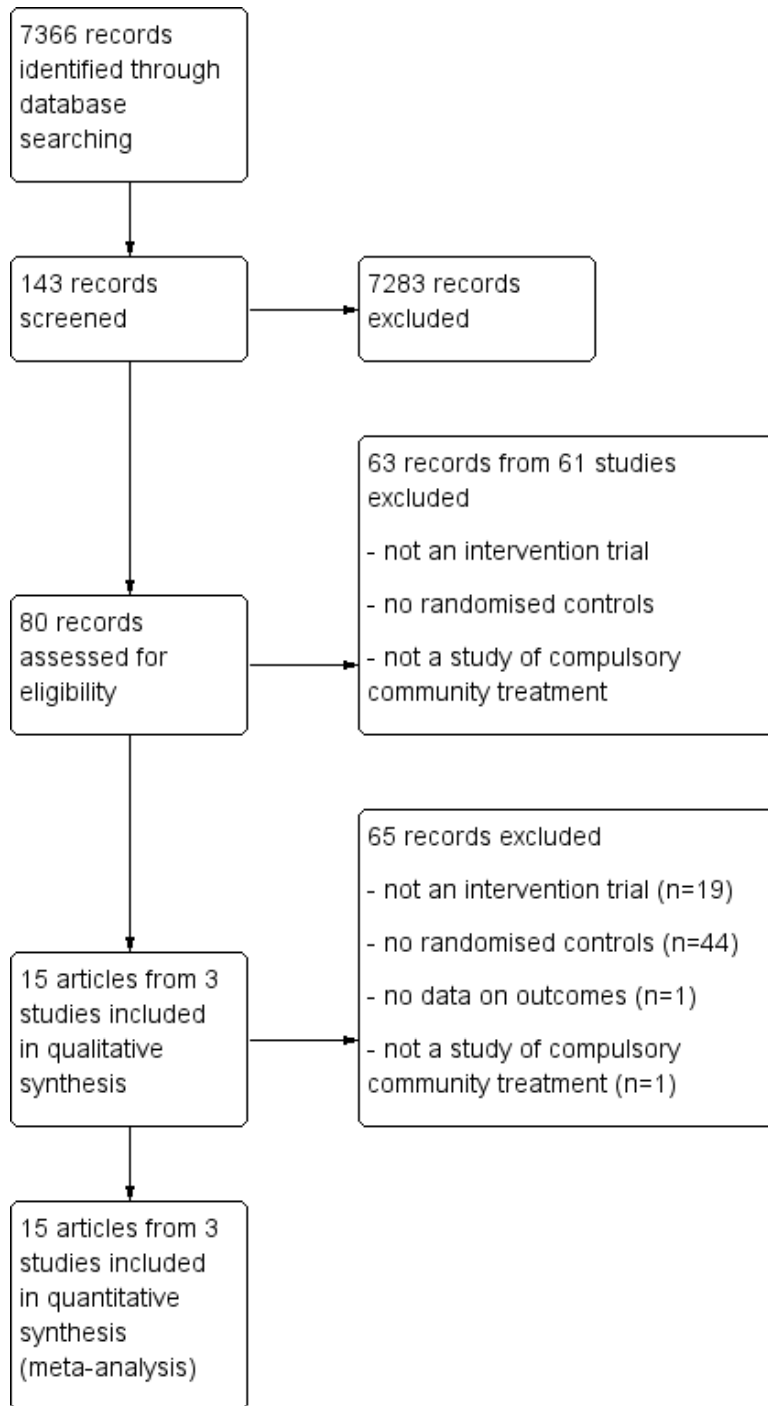 7366 records
identified through
database
searching
143 records
screened
7283 records
excluded
63 records from 61 studies
excluded
- not an intervention trial
- no randomised controls
- not a study of compulsory
community treatment
80 records
assessed for
eligibility
65 records excluded
- not an intervention trial (n=19)
- no randomised controls (n=44)
- no data on outcomes (n=1)
- not a study of compulsory
community treatment (n=1)
15 articles from 3
studies included
in qualitative
synthesis
15 articles from 3
studies included
in quantitative
synthesis
(meta-analysis)